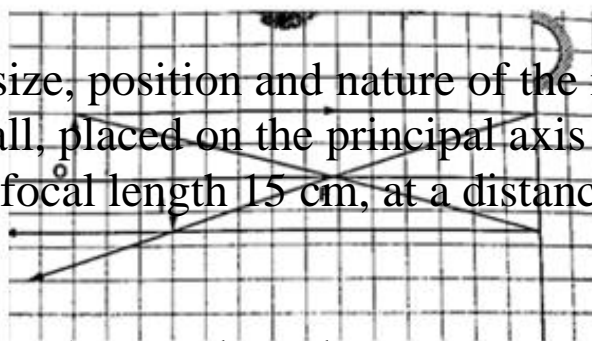 size, position and nature of the
all, placed on the principal axis
focal length 15 cm, at a distanc
O